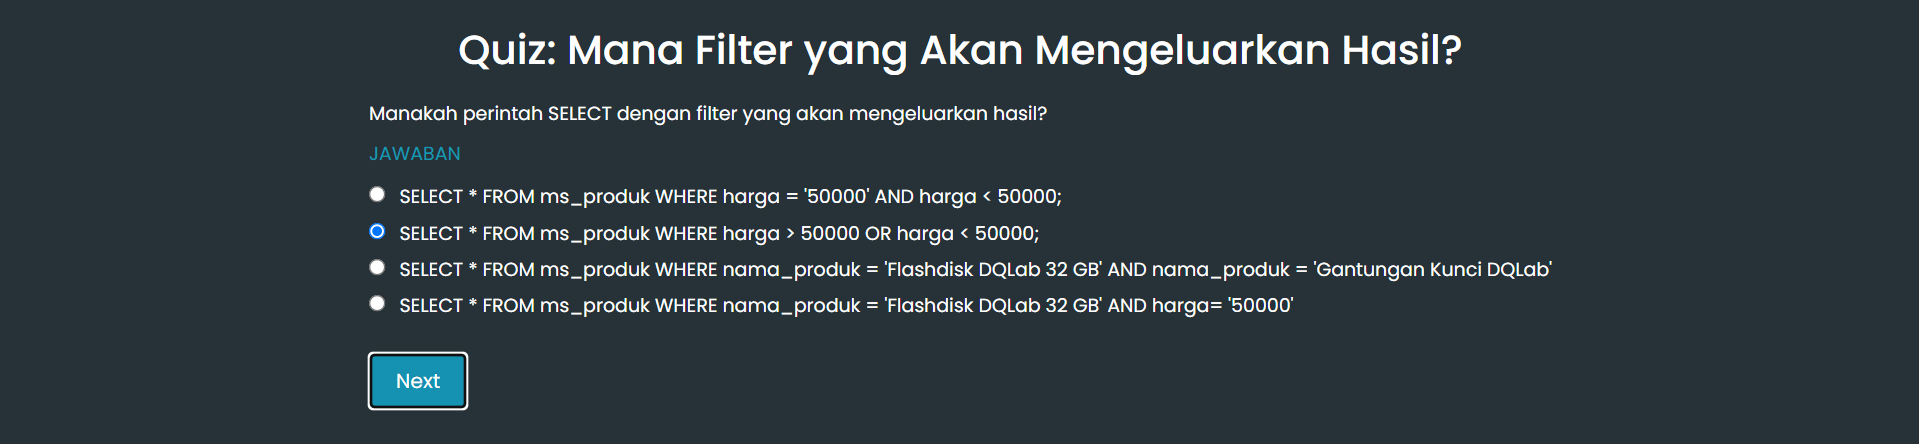 Quiz: Mana Filter yang Akan Mengeluarkan Hasil?
Manakah perintah SELECT dengan filter yang akan mengeluarkan hasil?
JAWABAN
SELECT * FROM ms_produk WHERE harga = '50000' AND harga < 50000;
SELECT * FROM ms_produk WHERE harga > 50000 OR harga < 50000;
SELECT * FROM ms_produk WHERE nama_produk = 'Flashdisk DQLab 32 GB' AND nama_produk = 'Gantungan Kunci DQLab'
SELECT * FROM ms_produk WHERE nama_produk = 'Flashdisk DQLab 32 GB' AND harga= '50000'
Next